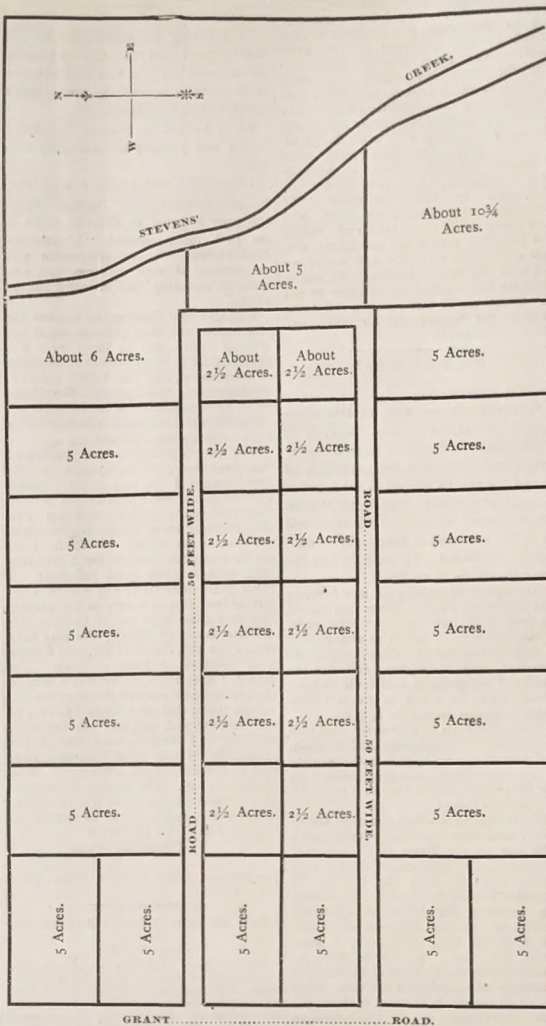 E
N S
W
CREEK.
STEVENS'
About 10¾
Acres.
About 5
Acres.
About 6 Acres.
About
2½ Acres.
About
2½ Acres.
5 Acres.
5 Acres.
2½ Acres.
2½ Acres
5 Acres.
5 Acres.
2½ Acres.
2½ Acres.
5 Acres.
5 Acres.
2½ Acres.
2½ Acres.
5 Acres.
5 Acres.
2½ Acres.
2½ Acres.
5 Acres.
5 Acres.
2½ Acres.
2½ Acres.
5 Acres.
ROAD....................50 FEET WIDE.
ROAD....................50 FEET WIDE.
5 Acres.
5 Acres.
5 Acres.
5 Acres.
5 Acres.
5 Acres.
GRANT........................................ROAD.